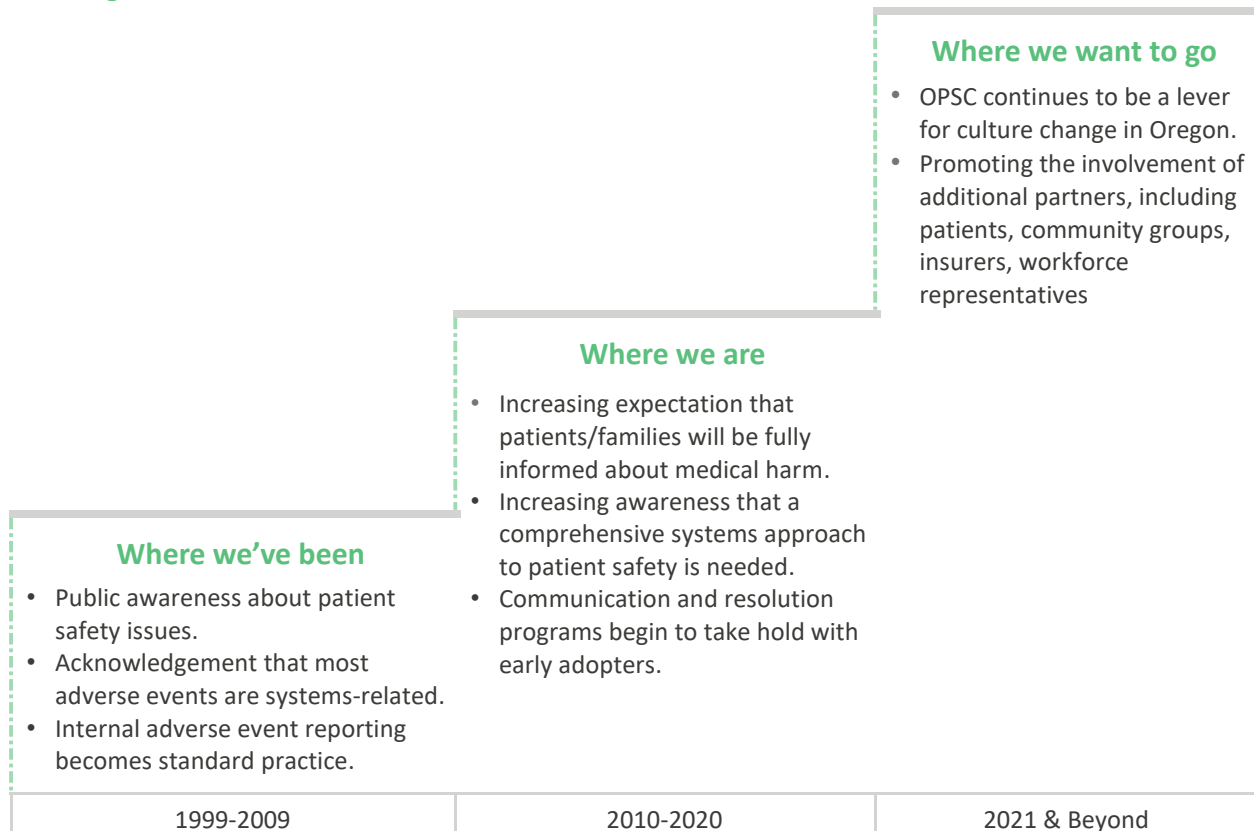 Where we want to go
• OPSC continues to be a lever
for culture change in Oregon.
• Promoting the involvement of
additional partners, including
patients, community groups,
insurers, workforce
representatives
Where we are
• Increasing expectation that
patients/families will be fully
informed about medical harm.
• Increasing awareness that a
comprehensive systems approach
to patient safety is needed.
• Communication and resolution
programs begin to take hold with
early adopters.
Where we’ve been
• Public awareness about patient
safety issues.
• Acknowledgement that most
adverse events are systems-related.
• Internal adverse event reporting
becomes standard practice.
1999-2009
2010-2020
2021 & Beyond